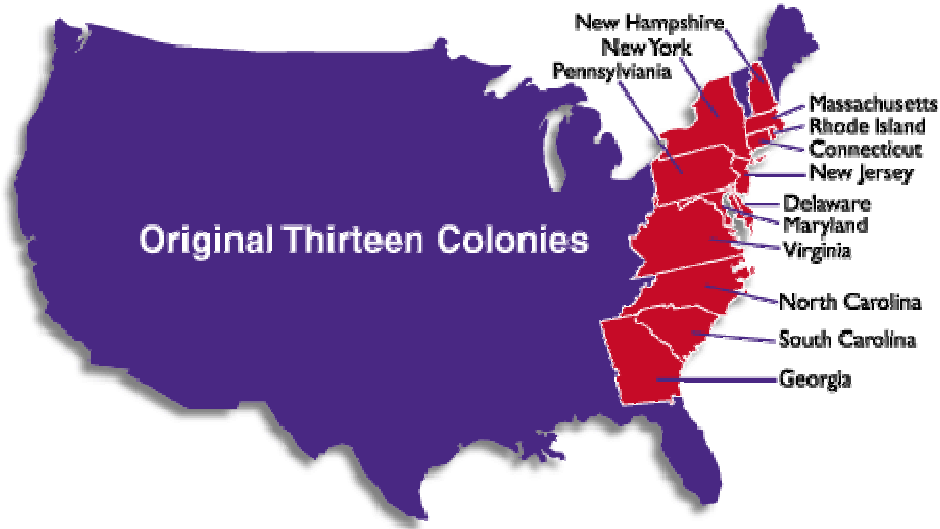 New Hampshire
New York
Pennsylviania
Massachusetts
Rhode Island
Connecticut
New Jersey
Delaware
Maryland
Virginia
Original Thirteen Colonies
North Carolina
South Carolina
Georgia